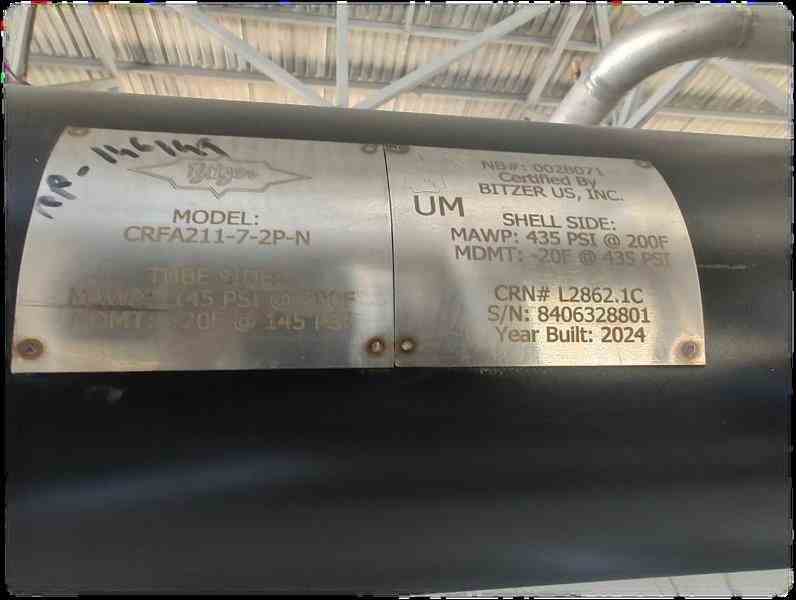 Bitzer
MODEL:
CRFA211-7-2P-N
TUBE SIDE:
MAWP: 145 PSI @ 200F
MDMT: -20F @ 145 PSI
NB#: 0028071
Certified By
BITZER US, INC.
UM
SHELL SIDE:
MAWP: 435 PSI @ 200F
MDMT: -20F @ 435 PSI
CRN# L2862.1C
S/N: 8406328801
Year Built: 2024